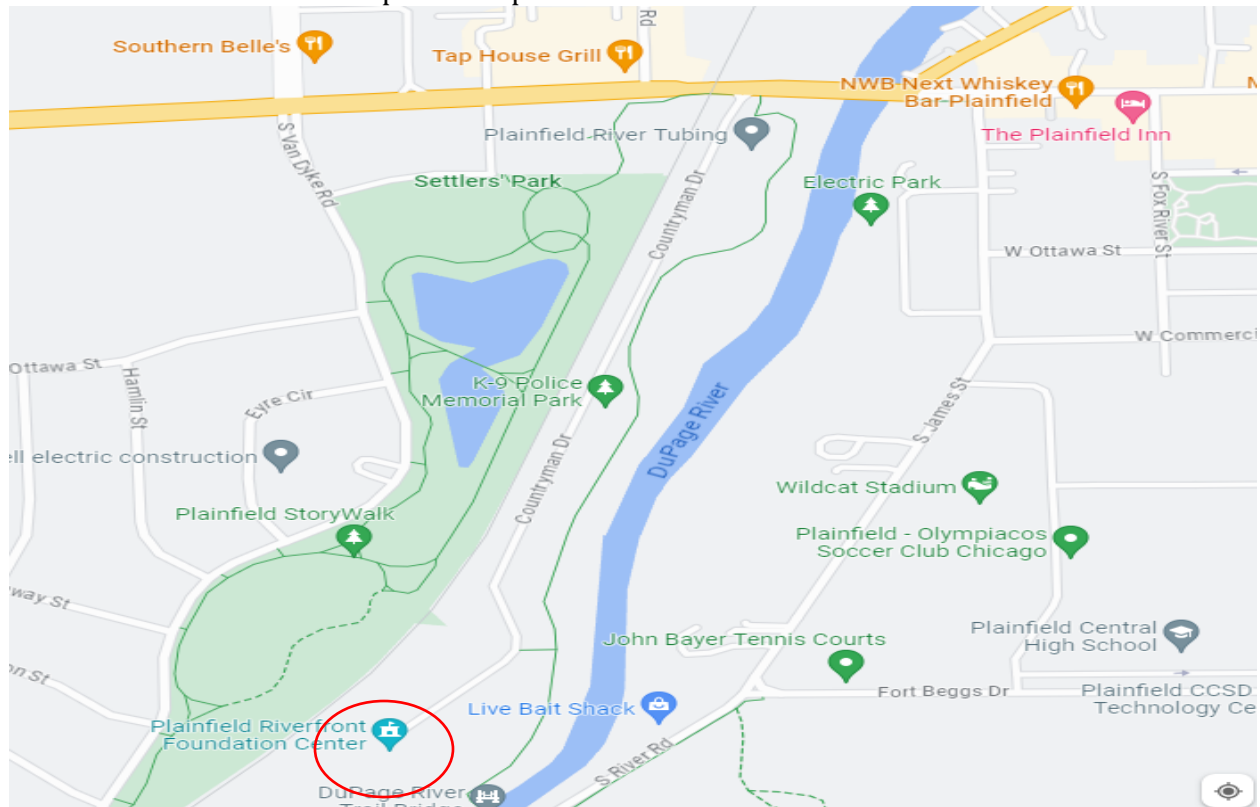 Southern Belle's
Tap House Grill
Rd
NWB Next Whiskey
Bar-Plainfield
The Plainfield Inn
S Van Dyke Rd
Plainfield River Tubing
Settlers' Park
Countryman Dr
Electric Park
S Fox River St
W Ottawa St
W Commerci
Ottawa St
Hamlin St
Eyre Cir
K-9 Police
Memorial Park
DuPage River
S James St
ell electric construction
Countryman Dr
Wildcat Stadium
Plainfield StoryWalk
Plainfield - Olympiacos
Soccer Club Chicago
way St
John Bayer Tennis Courts
Plainfield Central
High School
on St
Fort Beggs Dr
Plainfield CCSD
Technology Ce
Live Bait Shack
Plainfield Riverfront
Foundation Center
S River Rd
DuPage River
Trail Bridge